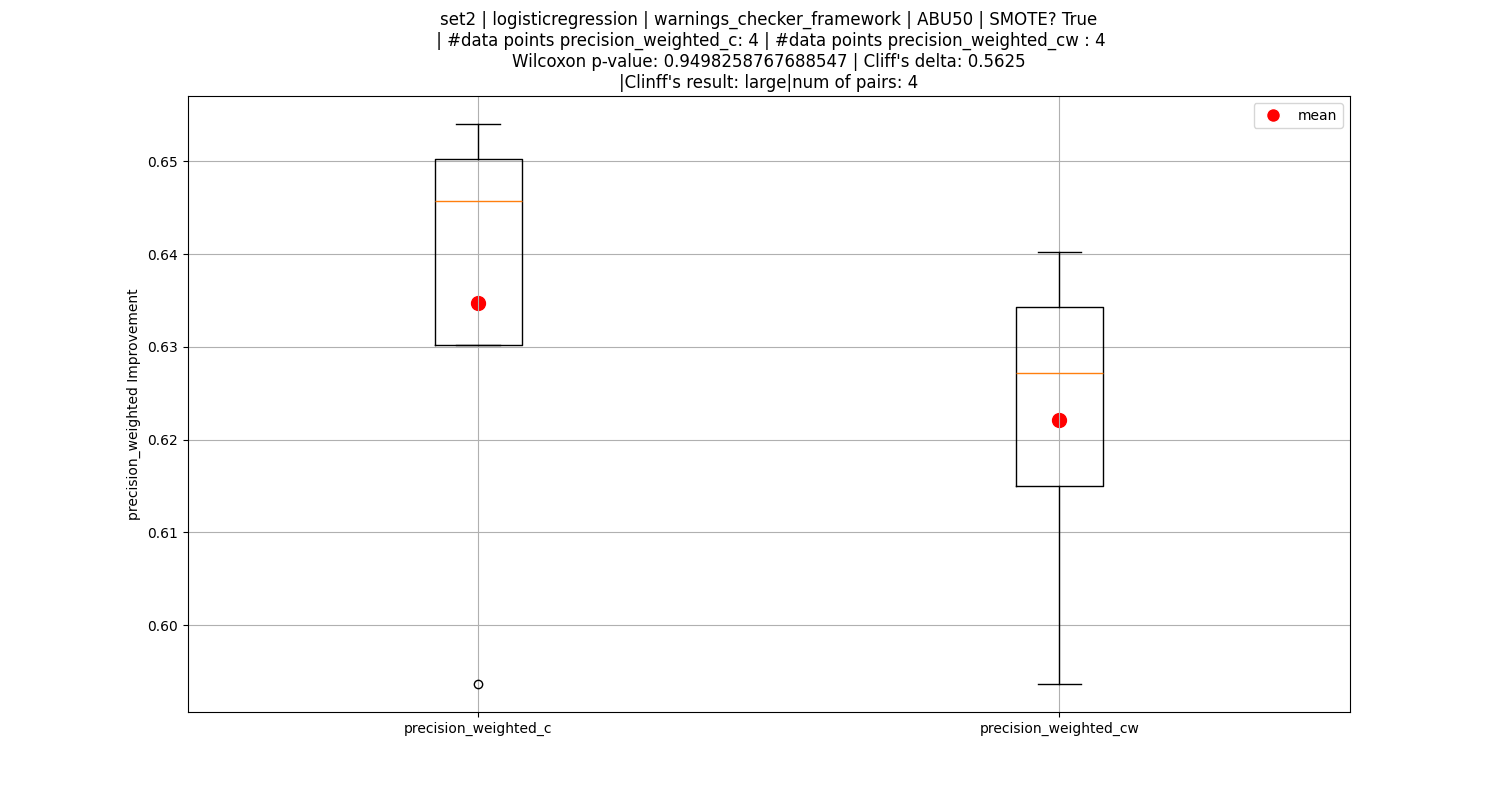 set2 | logisticregression | warnings_checker_framework | ABU50 | SMOTE? True
| #data points precision_weighted_c: 4 | #data points precision_weighted_cw : 4
Wilcoxon p-value: 0.9498258767688547 | Cliff's delta: 0.5625
|Clinff's result: large|num of pairs: 4
mean
0.65
0.64
0.63
0.62
0.61
0.60
precision_weighted Improvement
precision_weighted_c
precision_weighted_cw